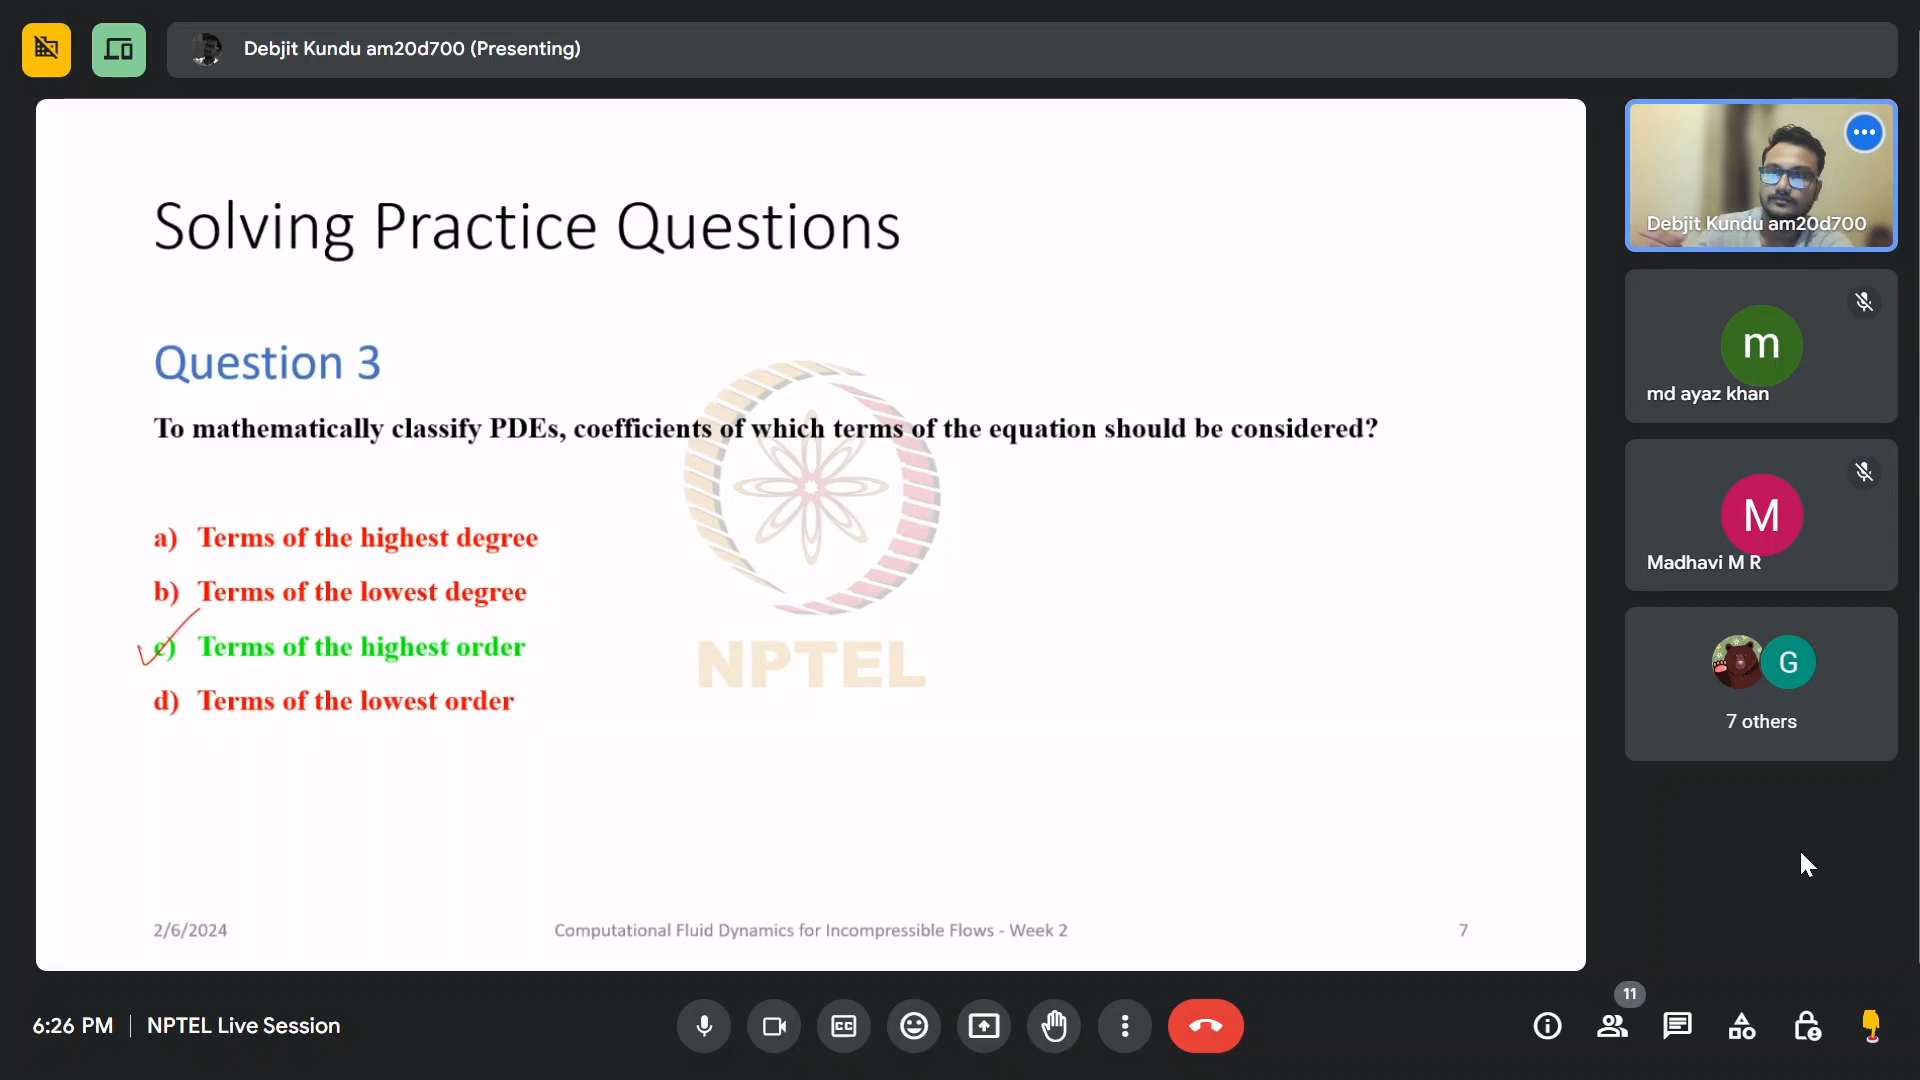 Debjit Kundu am20d700 (Presenting)
Solving Practice Questions
Question 3
To mathematically classify PDEs, coefficients of which terms of the equation should be considered?
a) Terms of the highest degree
b) Terms of the lowest degree
c) Terms of the highest order
d) Terms of the lowest order
NPTEL
2/6/2024
Computational Fluid Dynamics for Incompressible Flows - Week 2
7
Debjit Kundu am20d700
m
md ayaz khan
M
Madhavi M R
G
7 others
6:26 PM | NPTEL Live Session
CC
11